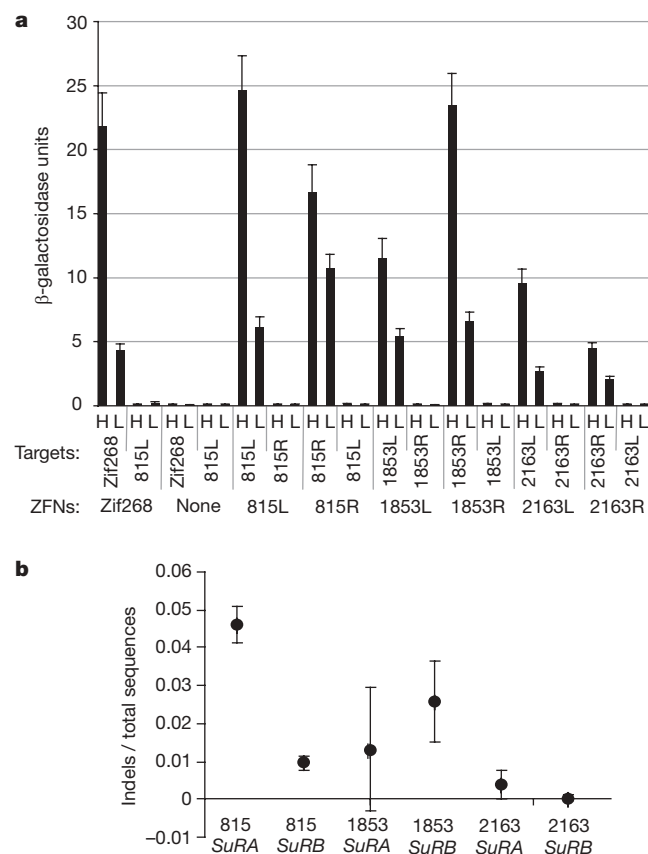 a
30
25
20
15
10
5
0
β-galactosidase units
H L H L H L H L H L H L H L H L H L H L H L H L H L H L H L H L
Targets: Zif268 815L Zif268 815L 815L 815R 815R 815L 1853L 1853R 1853R 1853L 2163L 2163R 2163R 2163L
ZFNs: Zif268 None 815L 815R 1853L 1853R 2163L 2163R
b
0.06
0.05
0.04
0.03
0.02
0.01
0
−0.01
Indels / total sequences
815 815 1853 1853 2163 2163
SuRA SuRB SuRA SuRB SuRA SuRB